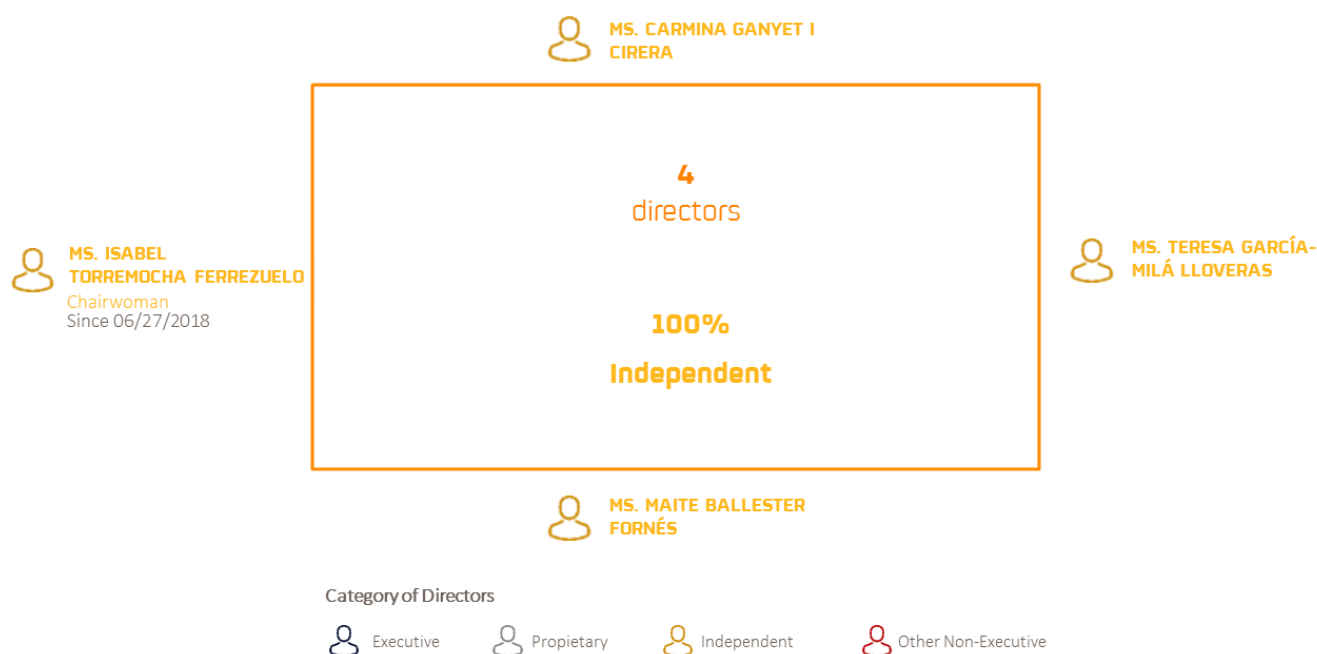 MS. CARMINA GANYET I
CIRERA
4
directors
MS. ISABEL
TORREMOCHA FERREZUELO
Chairwoman
Since 06/27/2018
MS. TERESA GARCÍA-
MILÁ LLOVERAS
100%
Independent
MS. MAITE BALLESTER
FORNÉS
Category of Directors
Executive
Propietary
Independent
Other Non-Executive